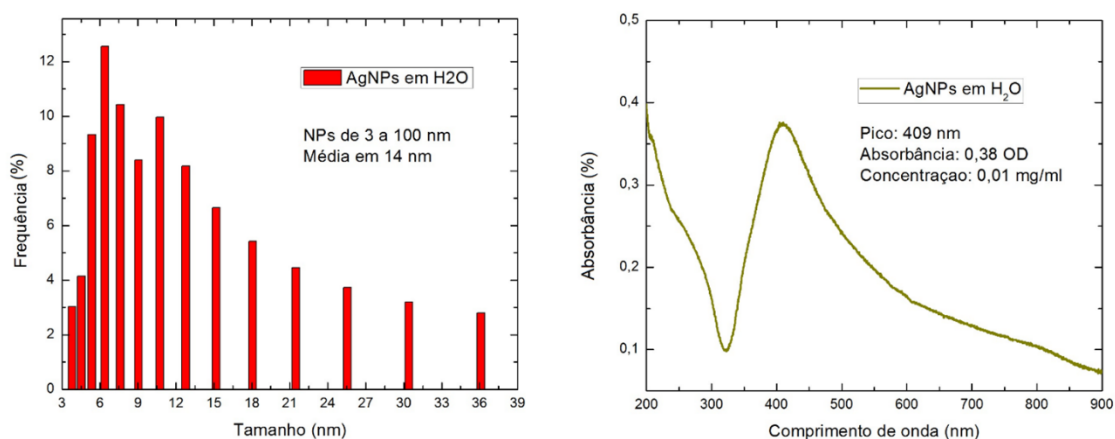 12
10
8
6
4
2
0
Frequência (%)
AgNPs em H2O
NPs de 3 a 100 nm
Média em 14 nm
3 6 9 12 15 18 21 24 27 30 33 36 39
Tamanho (nm)
0,5
0,4
0,3
0,2
0,1
Absorbância (%)
AgNPs em H₂O
Pico: 409 nm
Absorbância: 0,38 OD
Concentraçao: 0,01 mg/ml
200 300 400 500 600 700 800 900
Comprimento de onda (nm)